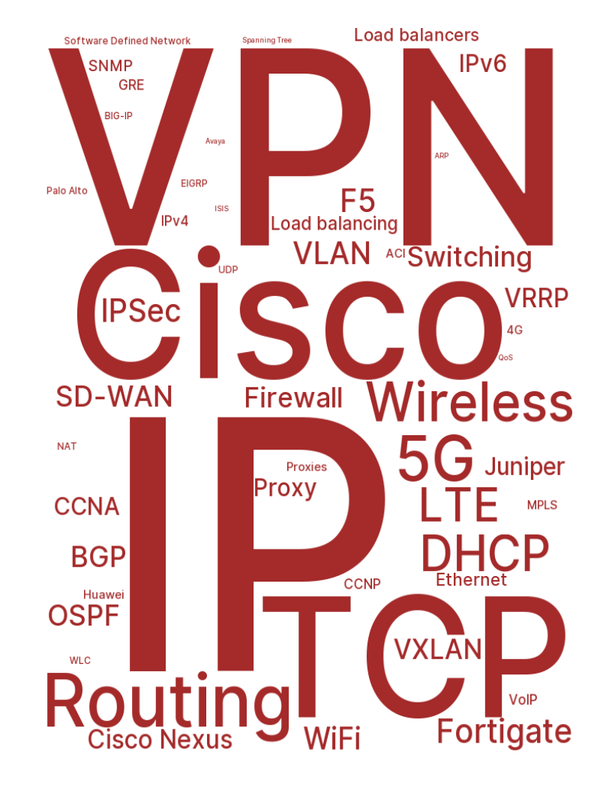 Software Defined Network
Spanning Tree
Load balancers
SNMP
IPv6
GRE
VPN
BIG-IP
Avaya
ARP
Palo Alto
EIGRP
F5
ISIS
IPv4
Load balancing
VLAN
ACI
Switching
UDP
Cisco
IPSec
VRRP
4G
QoS
SD-WAN
Firewall
Wireless
NAT
IP
5G
Proxies
Juniper
Proxy
LTE
CCNA
MPLS
BGP
DHCP
CCNP
Ethernet
Huawei
OSPF
TCP
VXLAN
WLC
Routing
VoIP
Cisco Nexus
WiFi
Fortigate